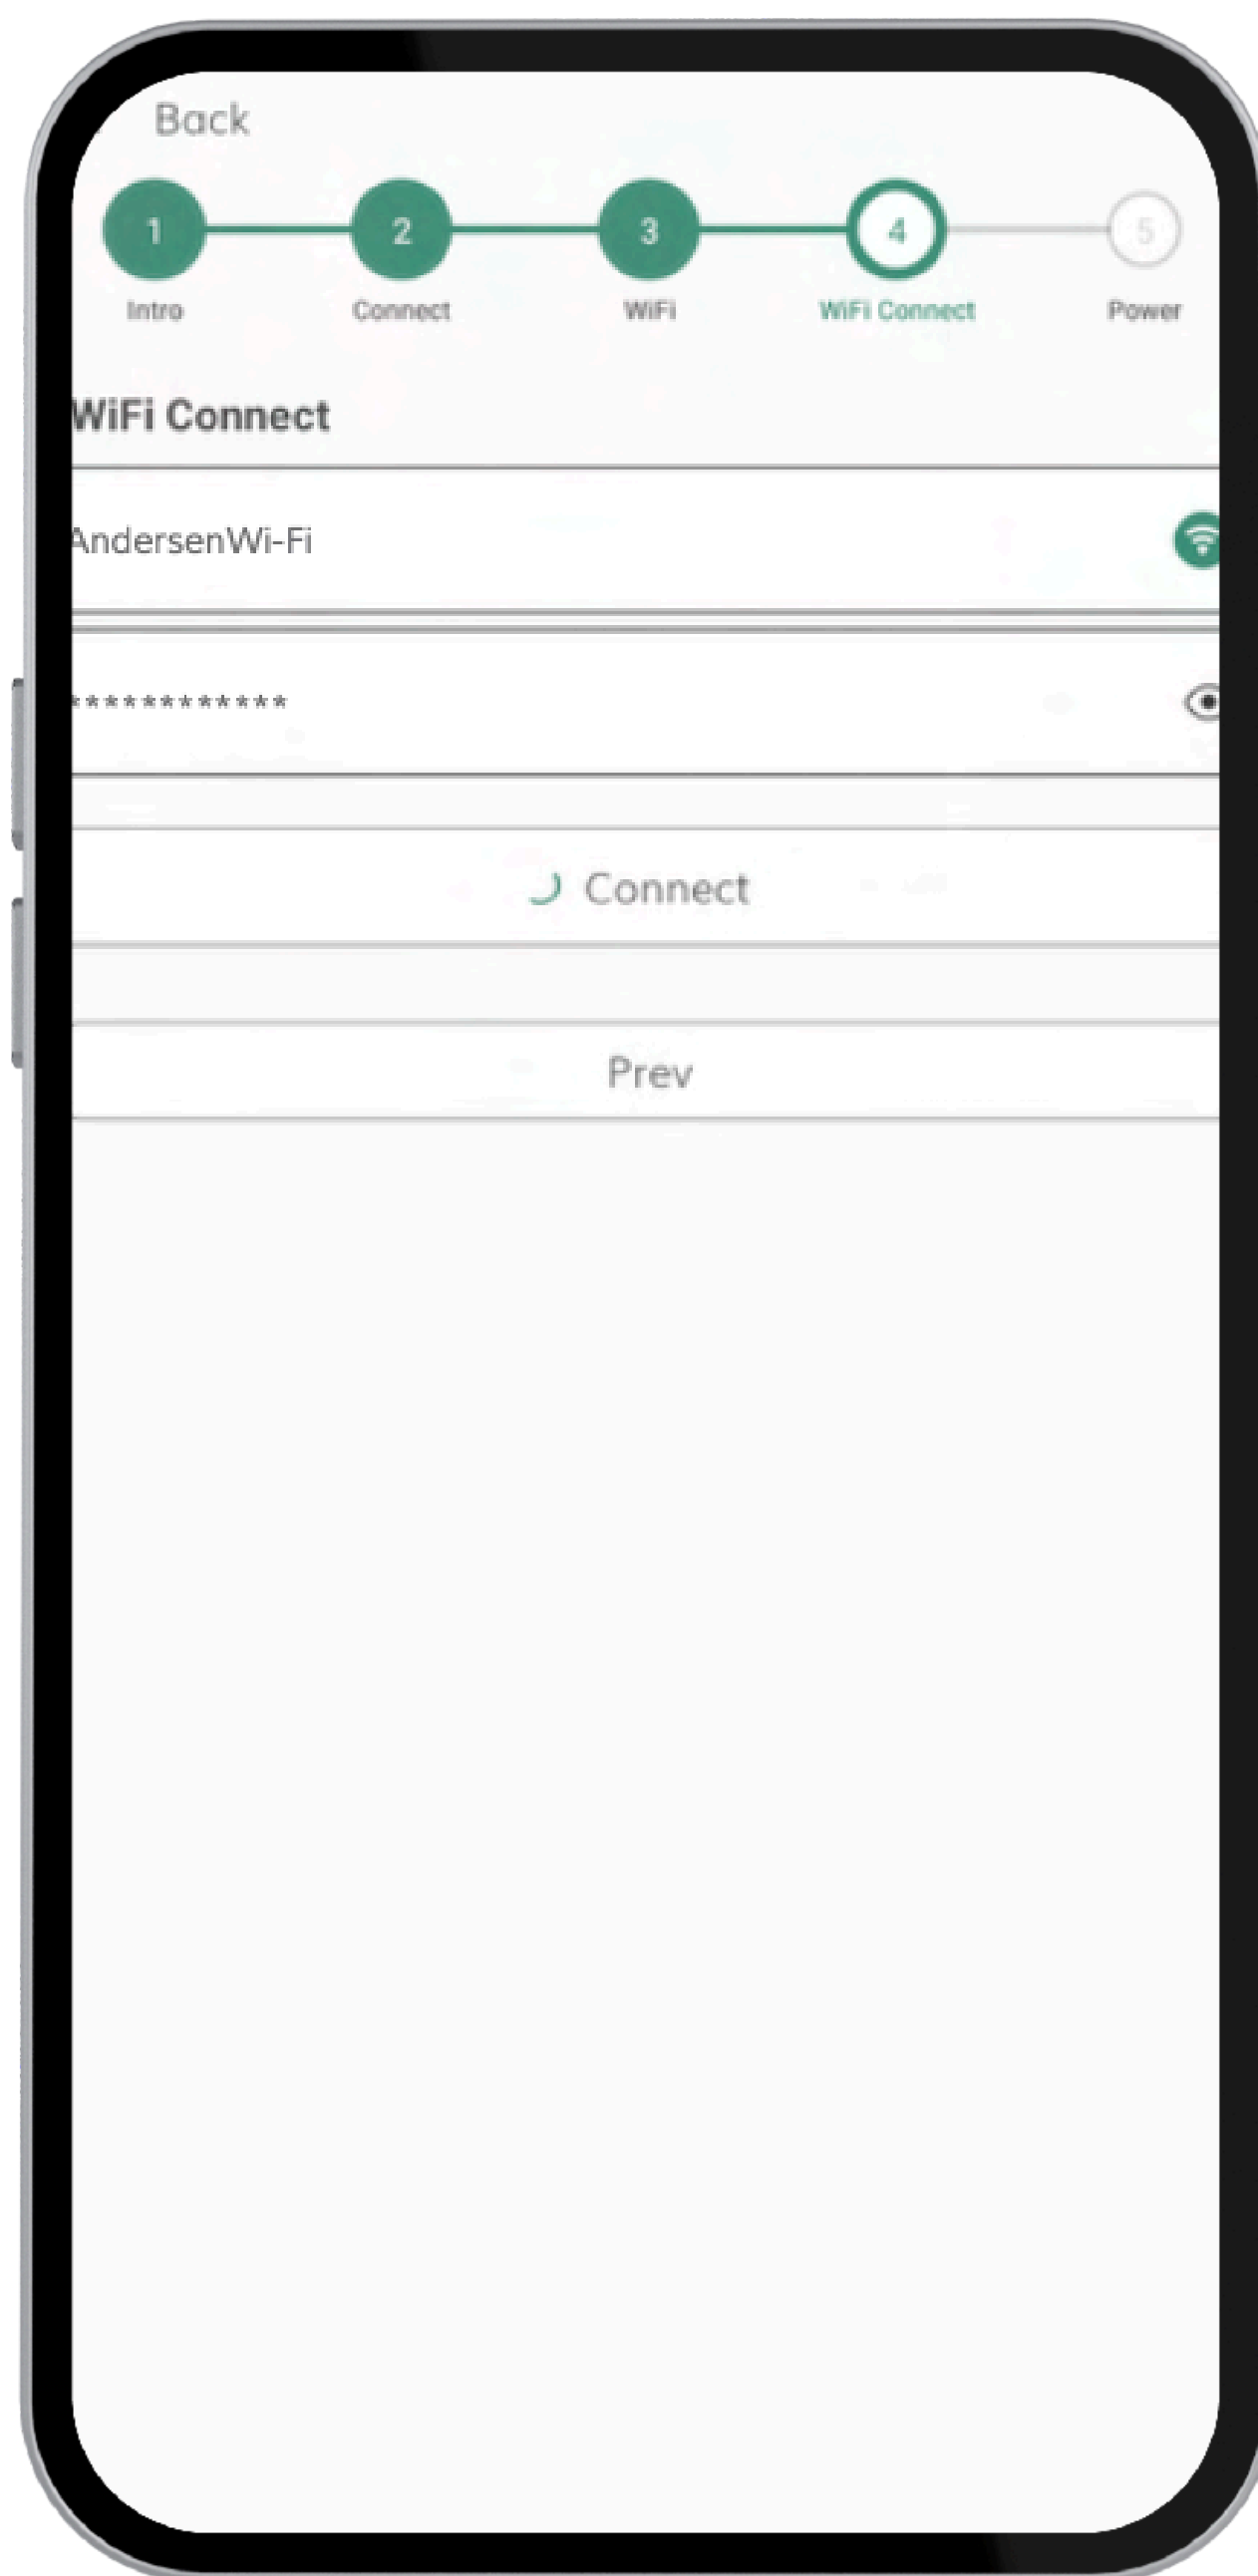 Back
1 2 3 4 5
Intro Connect WiFi WiFi Connect Power
WiFi Connect
AndersenWi-Fi
************
Connect
Prev